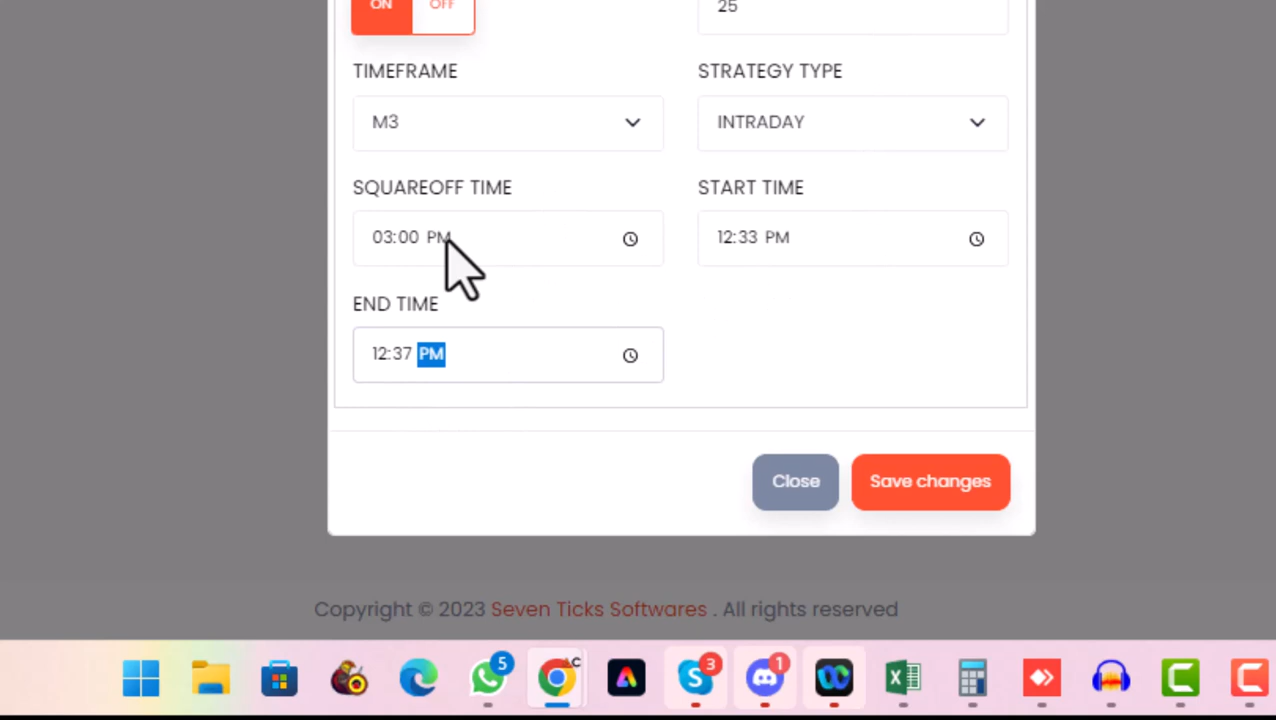 ON OFF
25
TIMEFRAME
STRATEGY TYPE
M3
INTRADAY
SQUAREOFF TIME
START TIME
03:00 PM
12:33 PM
END TIME
12:37 PM
Close
Save changes
Copyright © 2023 Seven Ticks Softwares . All rights reserved
5
C
3
1